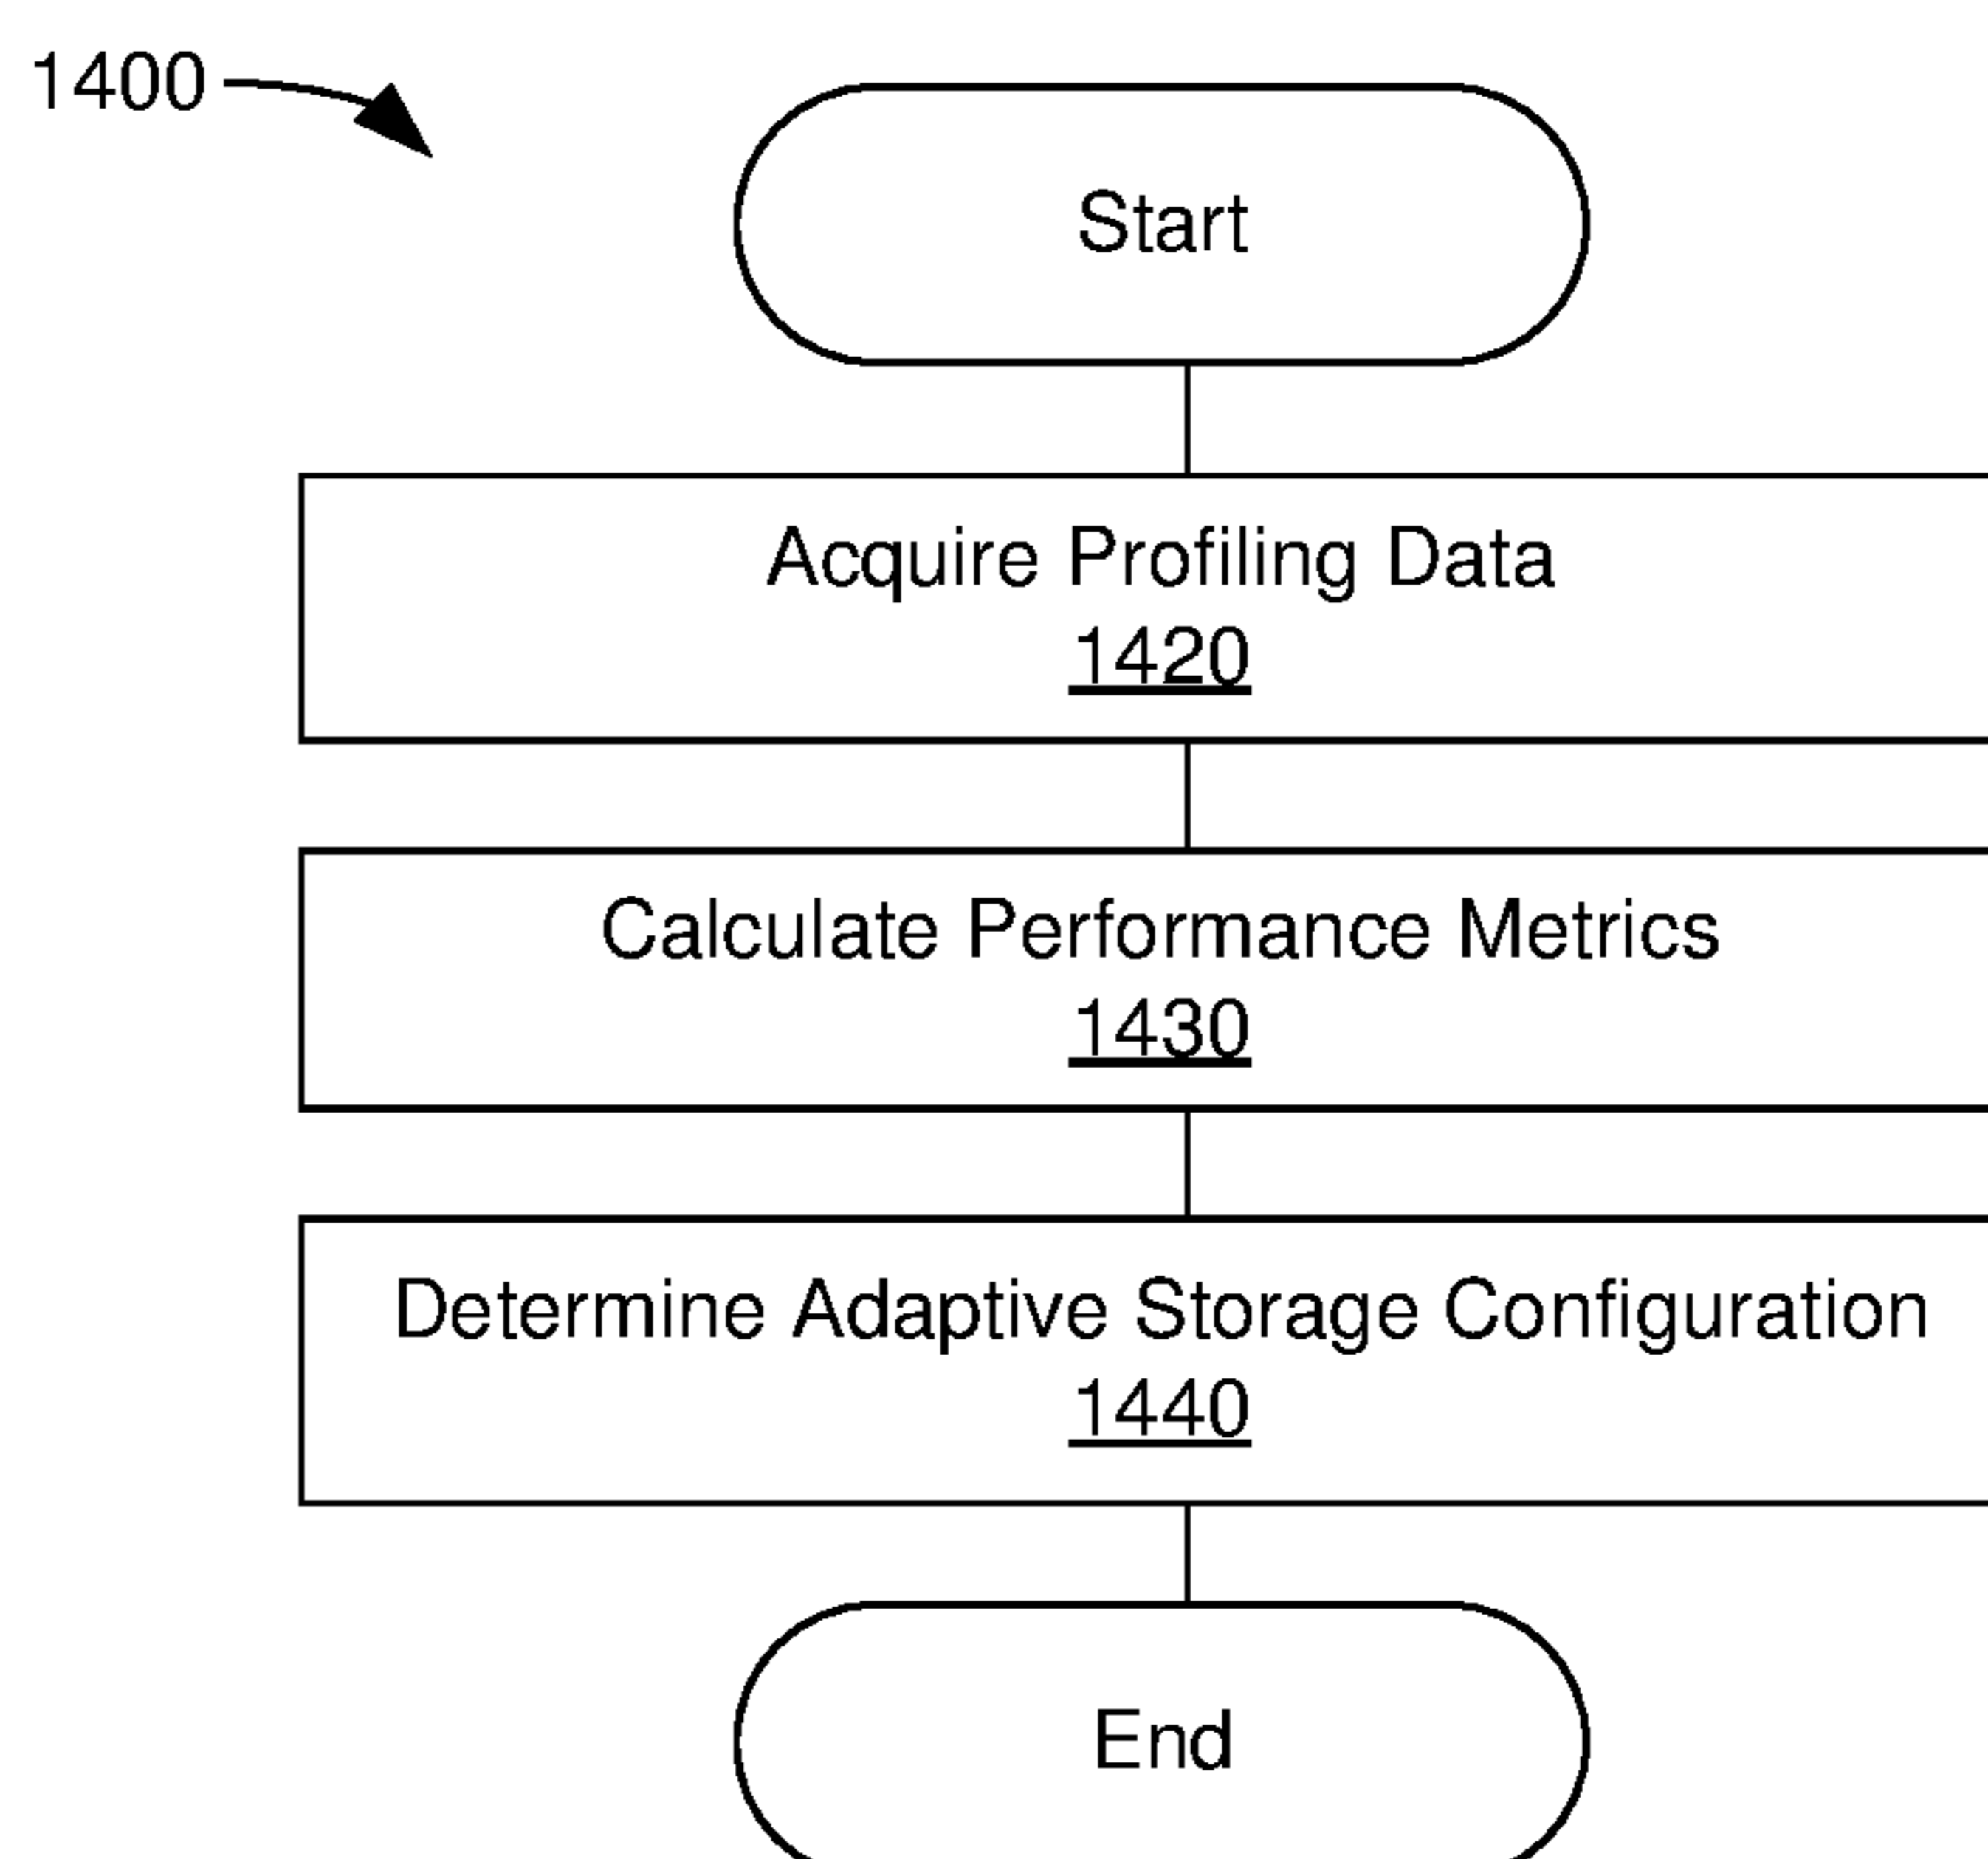 1400
Start
Acquire Profiling Data
1420
Calculate Performance Metrics
1430
Determine Adaptive Storage Configuration
1440
End